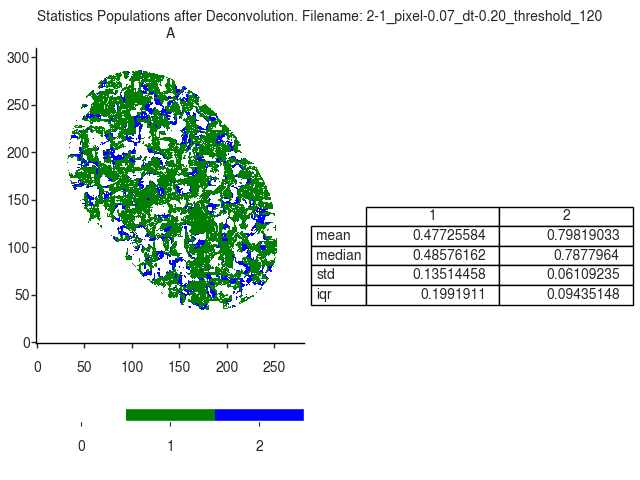 Statistics Populations after Deconvolution. Filename: 2-1_pixel-0.07_dt-0.20_threshold_120
A
300
250
200
150
100
50
0
0 50 100 150 200 250
1 2
mean 0.47725584 0.79819033
median 0.48576162 0.7877964
std 0.13514458 0.06109235
iqr 0.1991911 0.09435148
0 1 2